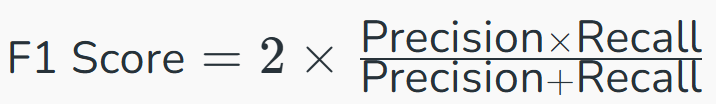 F1 Score = 2 × Precision×Recall
Precision+Recall